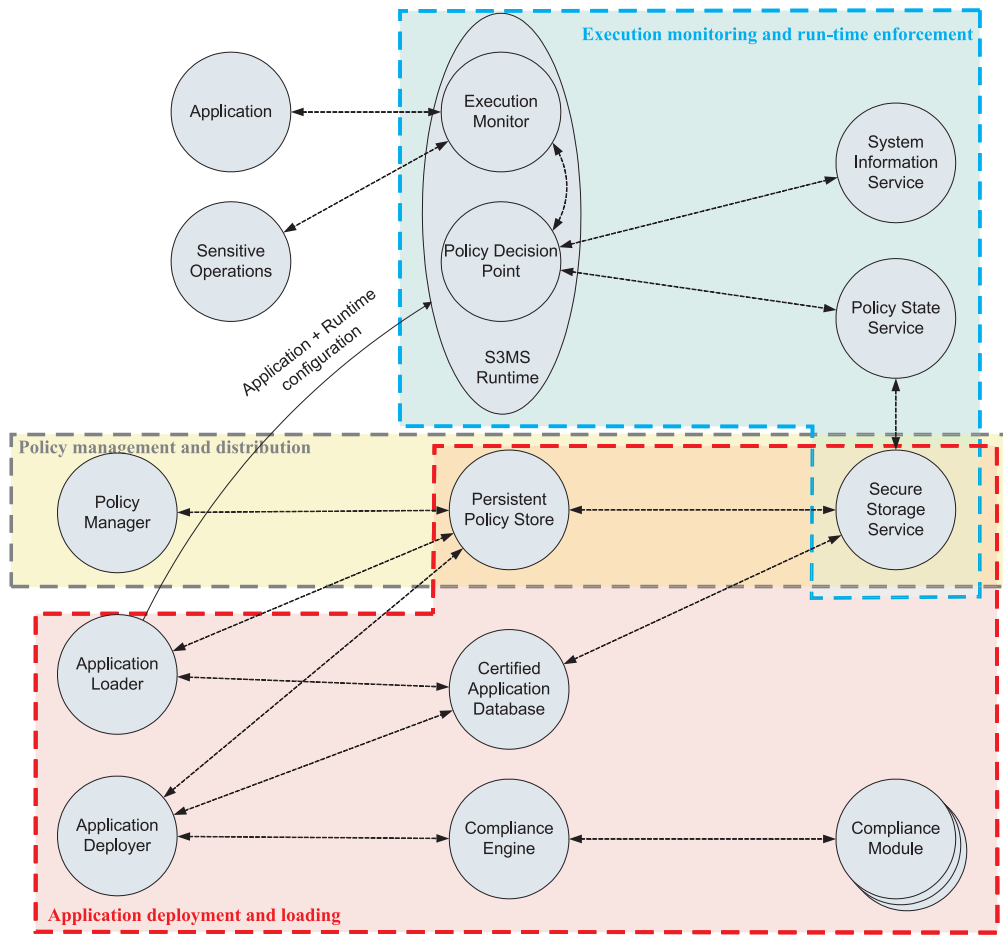 Execution monitoring and run-time enforcement
Application
Execution
Monitor
System
Information
Service
Sensitive
Operations
Policy Decision
Point
Policy State
Service
Application + Runtime
configuration
S3MS
Runtime
Policy management and distribution
Policy
Manager
Persistent
Policy Store
Secure
Storage
Service
Application
Loader
Certified
Application
Database
Application
Deployer
Compliance
Engine
Compliance
Module
Application deployment and loading